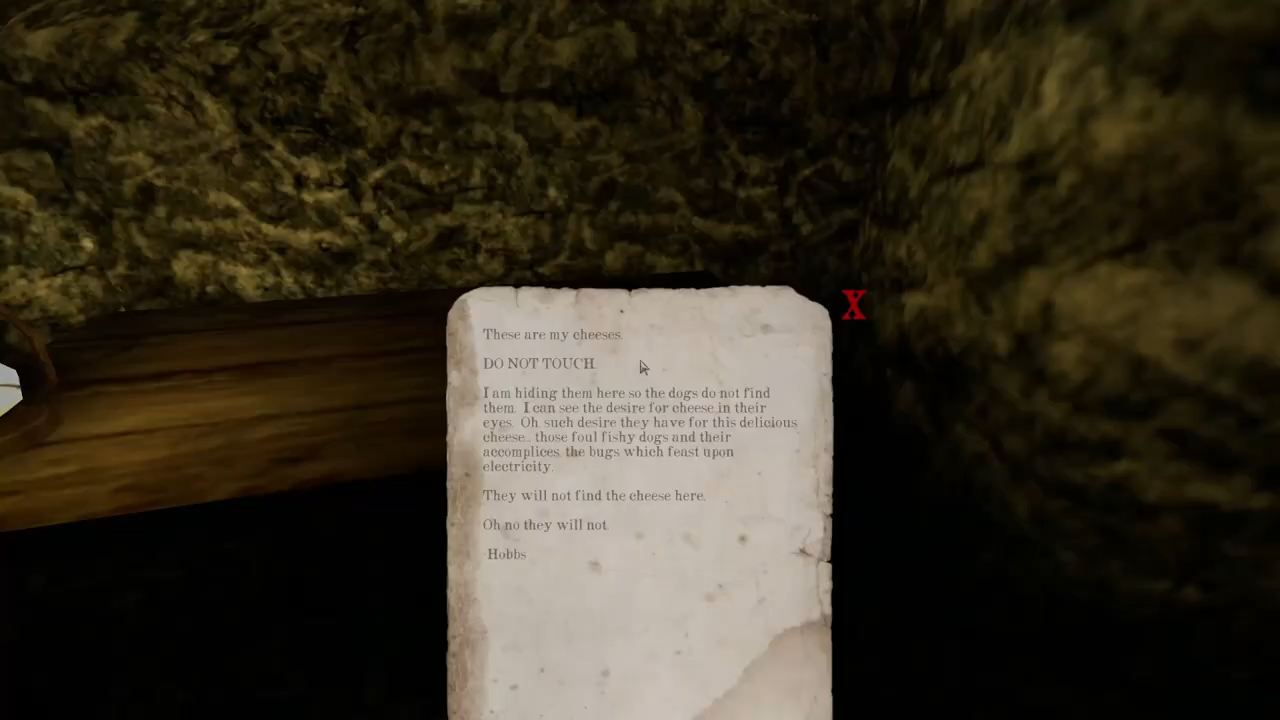 X
These are my cheeses.
DO NOT TOUCH.
I am hiding them here so the dogs do not find
them. I can see the desire for cheese in their
eyes. Oh such desire they have for this delicious
cheese.. those foul fishy dogs and their
accomplices, the bugs which feast upon
electricity.
They will not find the cheese here.
Oh no they will not.
-Hobbs